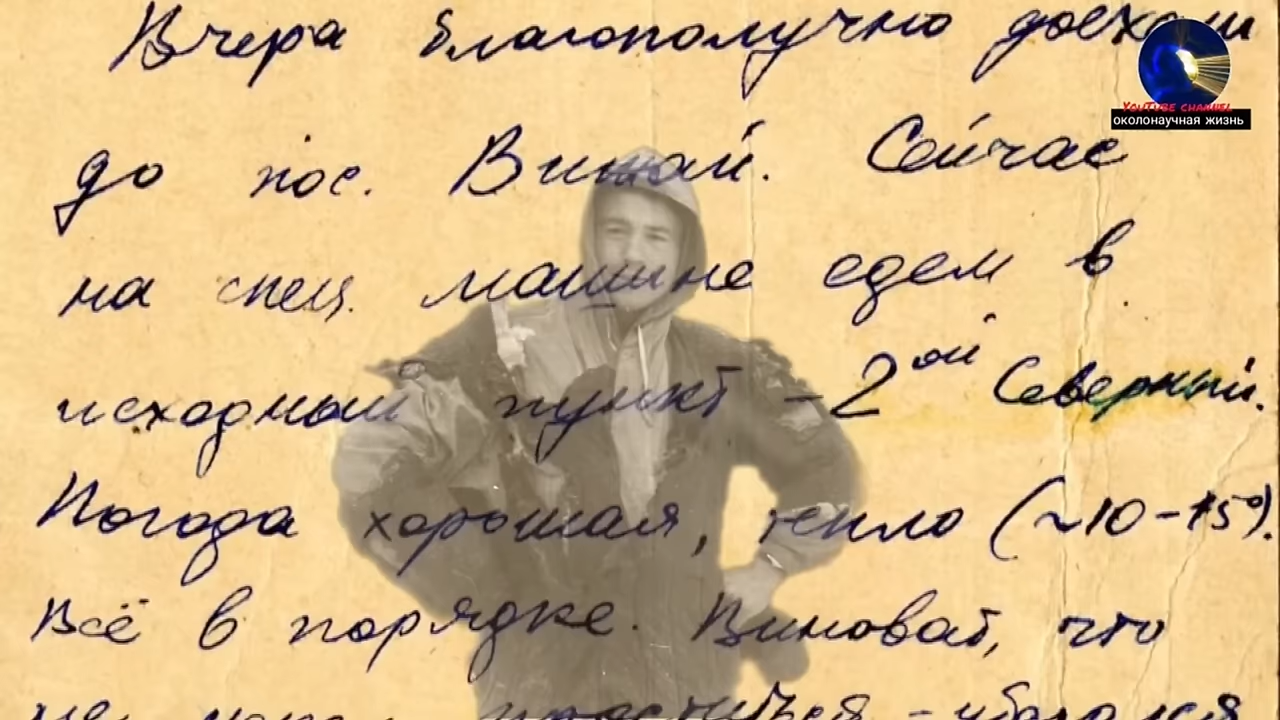 Вчера благополучно доехали
YouTube channel
околонаучная жизнь
до пос. Вижай. Сейчас
на спец. машине едем в
исходный пункт - 2ой Северный.
Погода хорошая, тепло (~10-15°).
Всё в порядке. Виноват, что